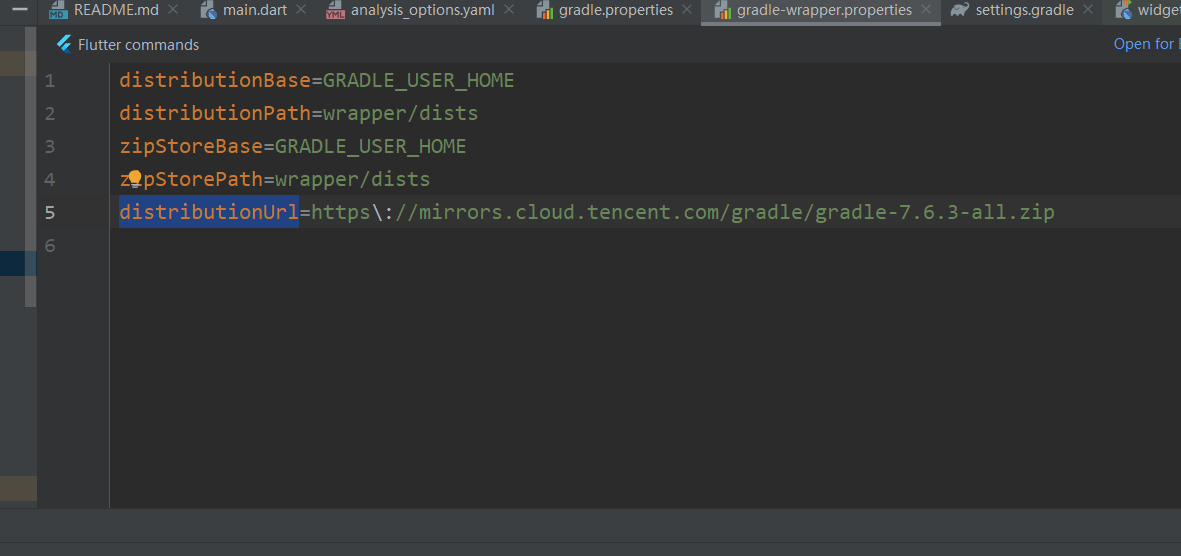 README.md
main.dart
analysis_options.yaml
gradle.properties
gradle-wrapper.properties
settings.gradle
Flutter commands
Open for
1 distributionBase=GRADLE_USER_HOME
2 distributionPath=wrapper/dists
3 zipStoreBase=GRADLE_USER_HOME
4 zipStorePath=wrapper/dists
5 distributionUrl=https\://mirrors.cloud.tencent.com/gradle/gradle-7.6.3-all.zip
6